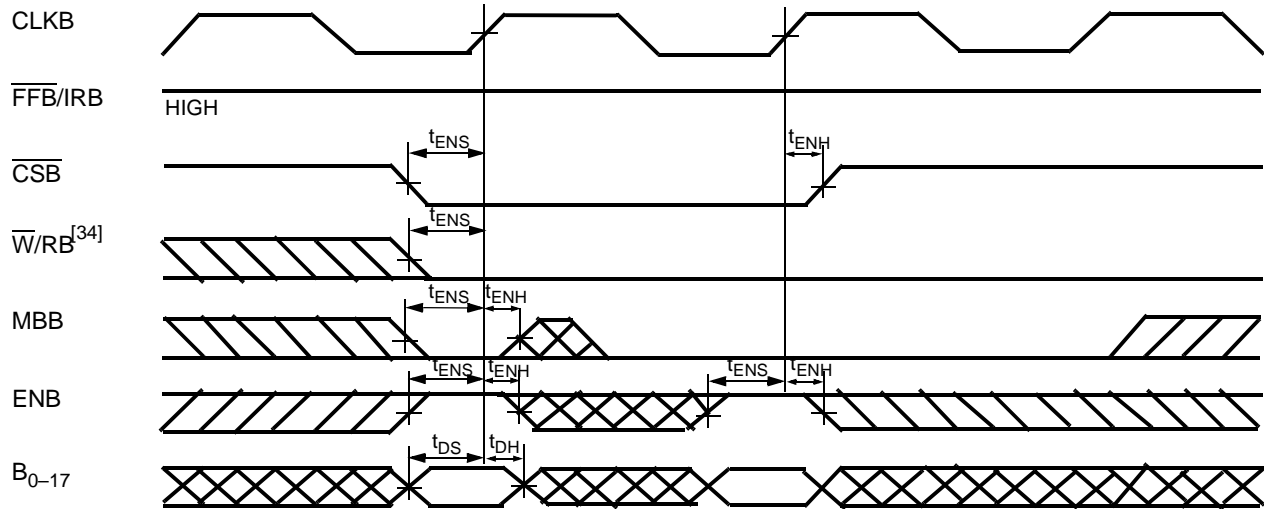 CLKB
FFB/IRB
HIGH
tENS
tENH
CSB
tENS
W/RB[34]
tENS
tENH
MBB
tENS
tENH
tENS
tENH
ENB
tDS
tDH
B0–17